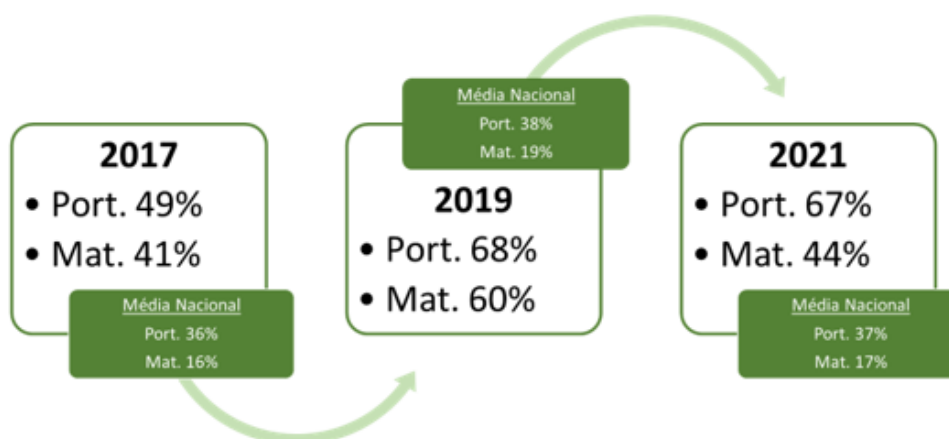 2017
• Port. 49%
• Mat. 41%
Média Nacional
Port. 36%
Mat. 16%
Média Nacional
Port. 38%
Mat. 19%
2019
• Port. 68%
• Mat. 60%
2021
• Port. 67%
• Mat. 44%
Média Nacional
Port. 37%
Mat. 17%